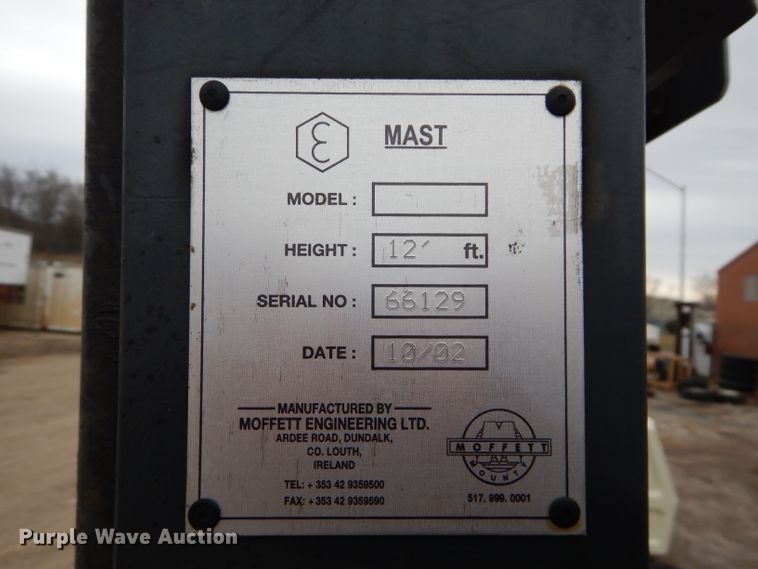 MAST
MODEL :
HEIGHT : 12' ft.
SERIAL NO : 66129
DATE : 10/02
MANUFACTURED BY
MOFFETT ENGINEERING LTD.
ARDEE ROAD, DUNDALK,
CO. LOUTH,
IRELAND
TEL: + 353 42 9359500
FAX: + 353 42 9359590
MOFFETT
MOUNTY
517. 999. 0001
Purple Wave Auction